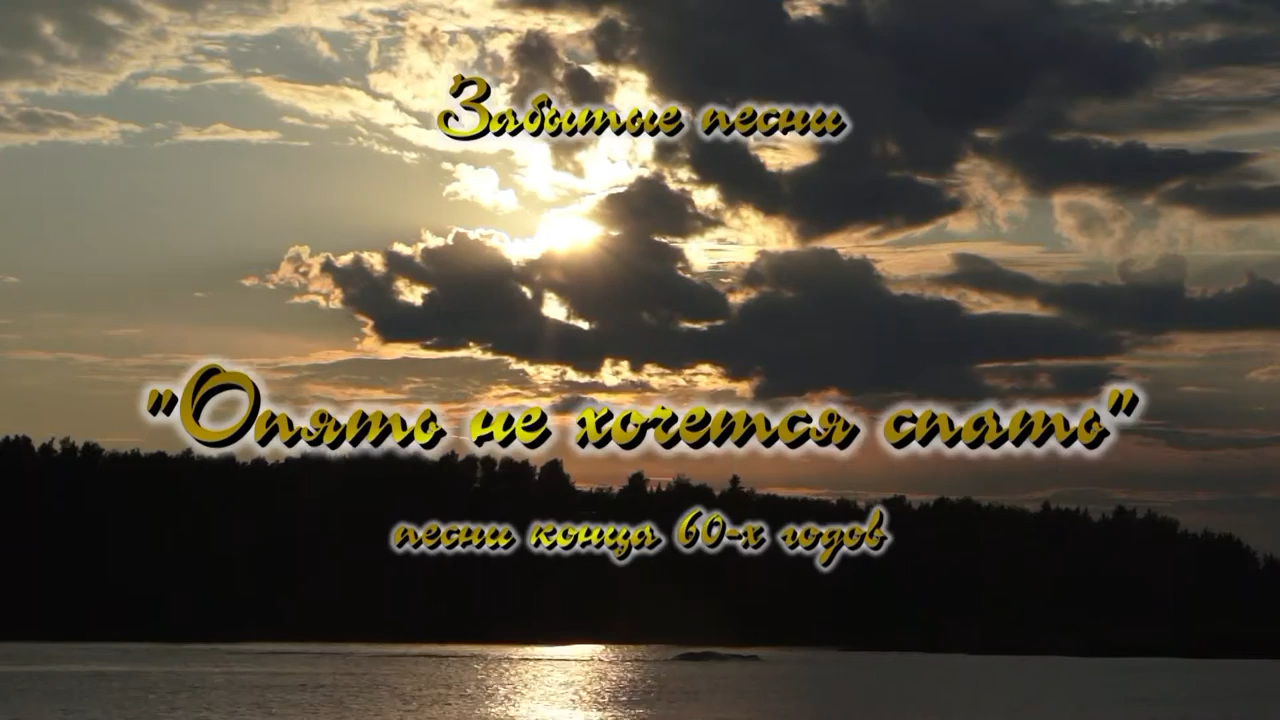 Забытые песни
"Опять не хочется спать"
песни конца 60-х годов